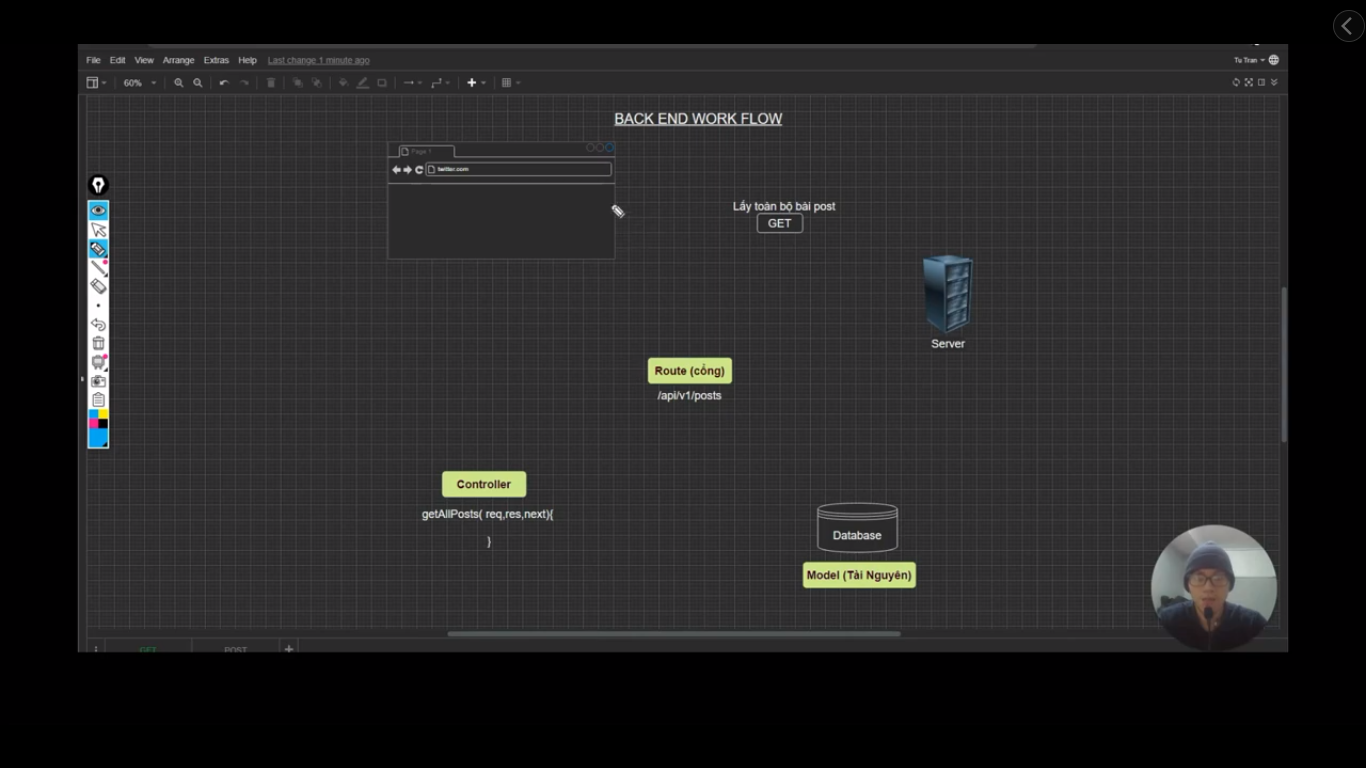 File Edit View Arrange Extras Help Last change 1 minute ago
Tu Tran
60%
BACK END WORK FLOW
Page 1
twitter.com
Lấy toàn bộ bài post
GET
Server
Route (cổng)
/api/v1/posts
Controller
getAllPosts( req,res,next){
}
Database
Model (Tài Nguyên)
GET POST